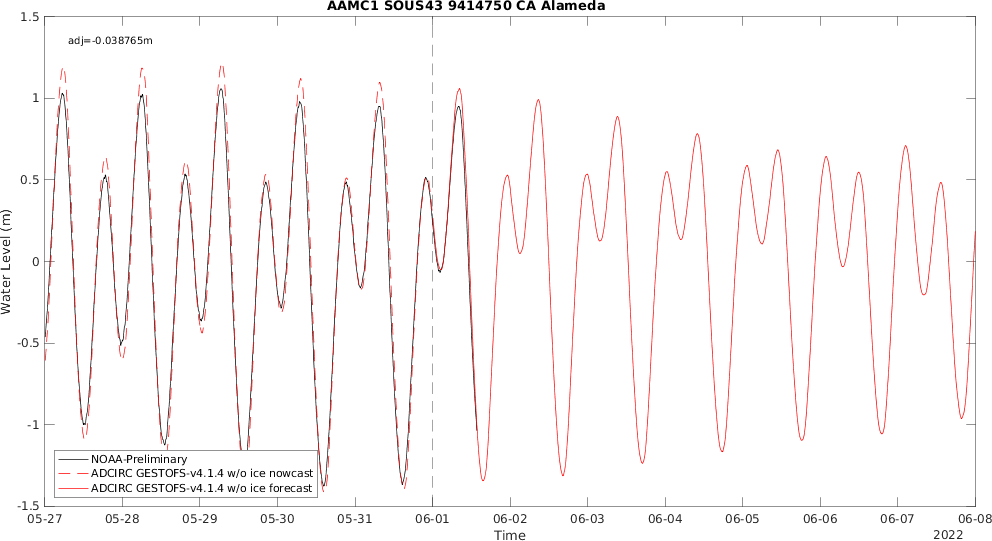 AAMC1 SOUS43 9414750 CA Alameda
adj=-0.038765m
1.5
1
0.5
0
-0.5
-1
-1.5
Water Level (m)
NOAA-Preliminary
ADCIRC GESTOFS-v4.1.4 w/o ice nowcast
ADCIRC GESTOFS-v4.1.4 w/o ice forecast
05-27 05-28 05-29 05-30 05-31 06-01 06-02 06-03 06-04 06-05 06-06 06-07 06-08
Time
2022